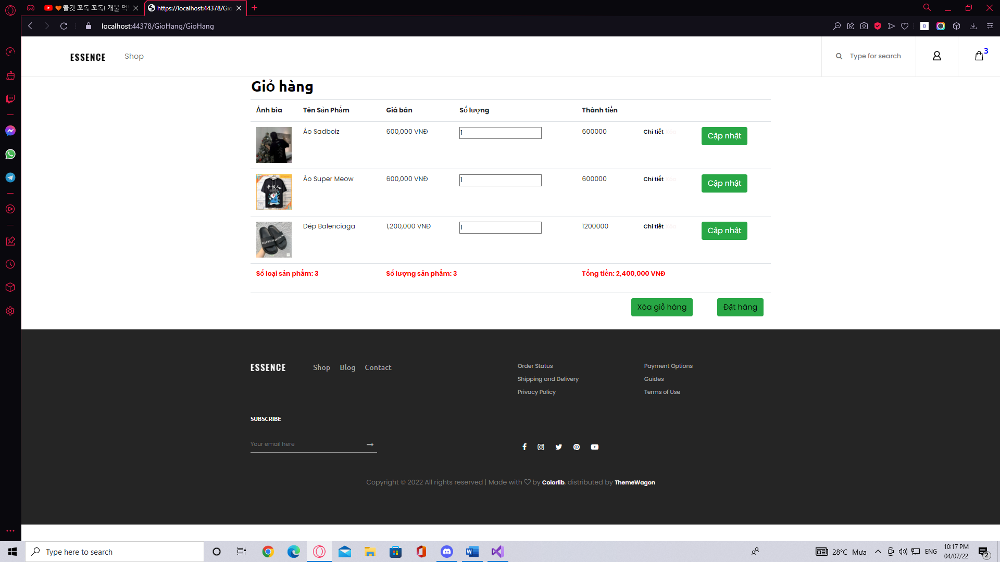 쫄깃 꼬독 꼬독! 개불 먹
https://localhost:44378/Gio
localhost:44378/GioHang/GioHang
ESSENCE Shop Type for search 3
Giỏ hàng
Ảnh bìa Tên Sản Phẩm Giá bán Số lượng Thành tiền
Áo Sadboiz 600,000 VNĐ 1 600000 Chi tiết Xóa Cập nhật
Áo Super Meow 600,000 VNĐ 1 600000 Chi tiết Xóa Cập nhật
Dép Balenciaga 1,200,000 VNĐ 1 1200000 Chi tiết Xóa Cập nhật
Số loại sản phẩm: 3 Số lượng sản phẩm: 3 Tổng tiền: 2,400,000 VNĐ
Xóa giỏ hàng Đặt hàng
ESSENCE Shop Blog Contact
Order Status Payment Options
Shipping and Delivery Guides
Privacy Policy Terms of Use
SUBSCRIBE
Your email here
Copyright © 2022 All rights reserved | Made with by Colorlib, distributed by ThemeWagon
Type here to search
28°C Mưa ENG
10:17 PM
04/07/22
2